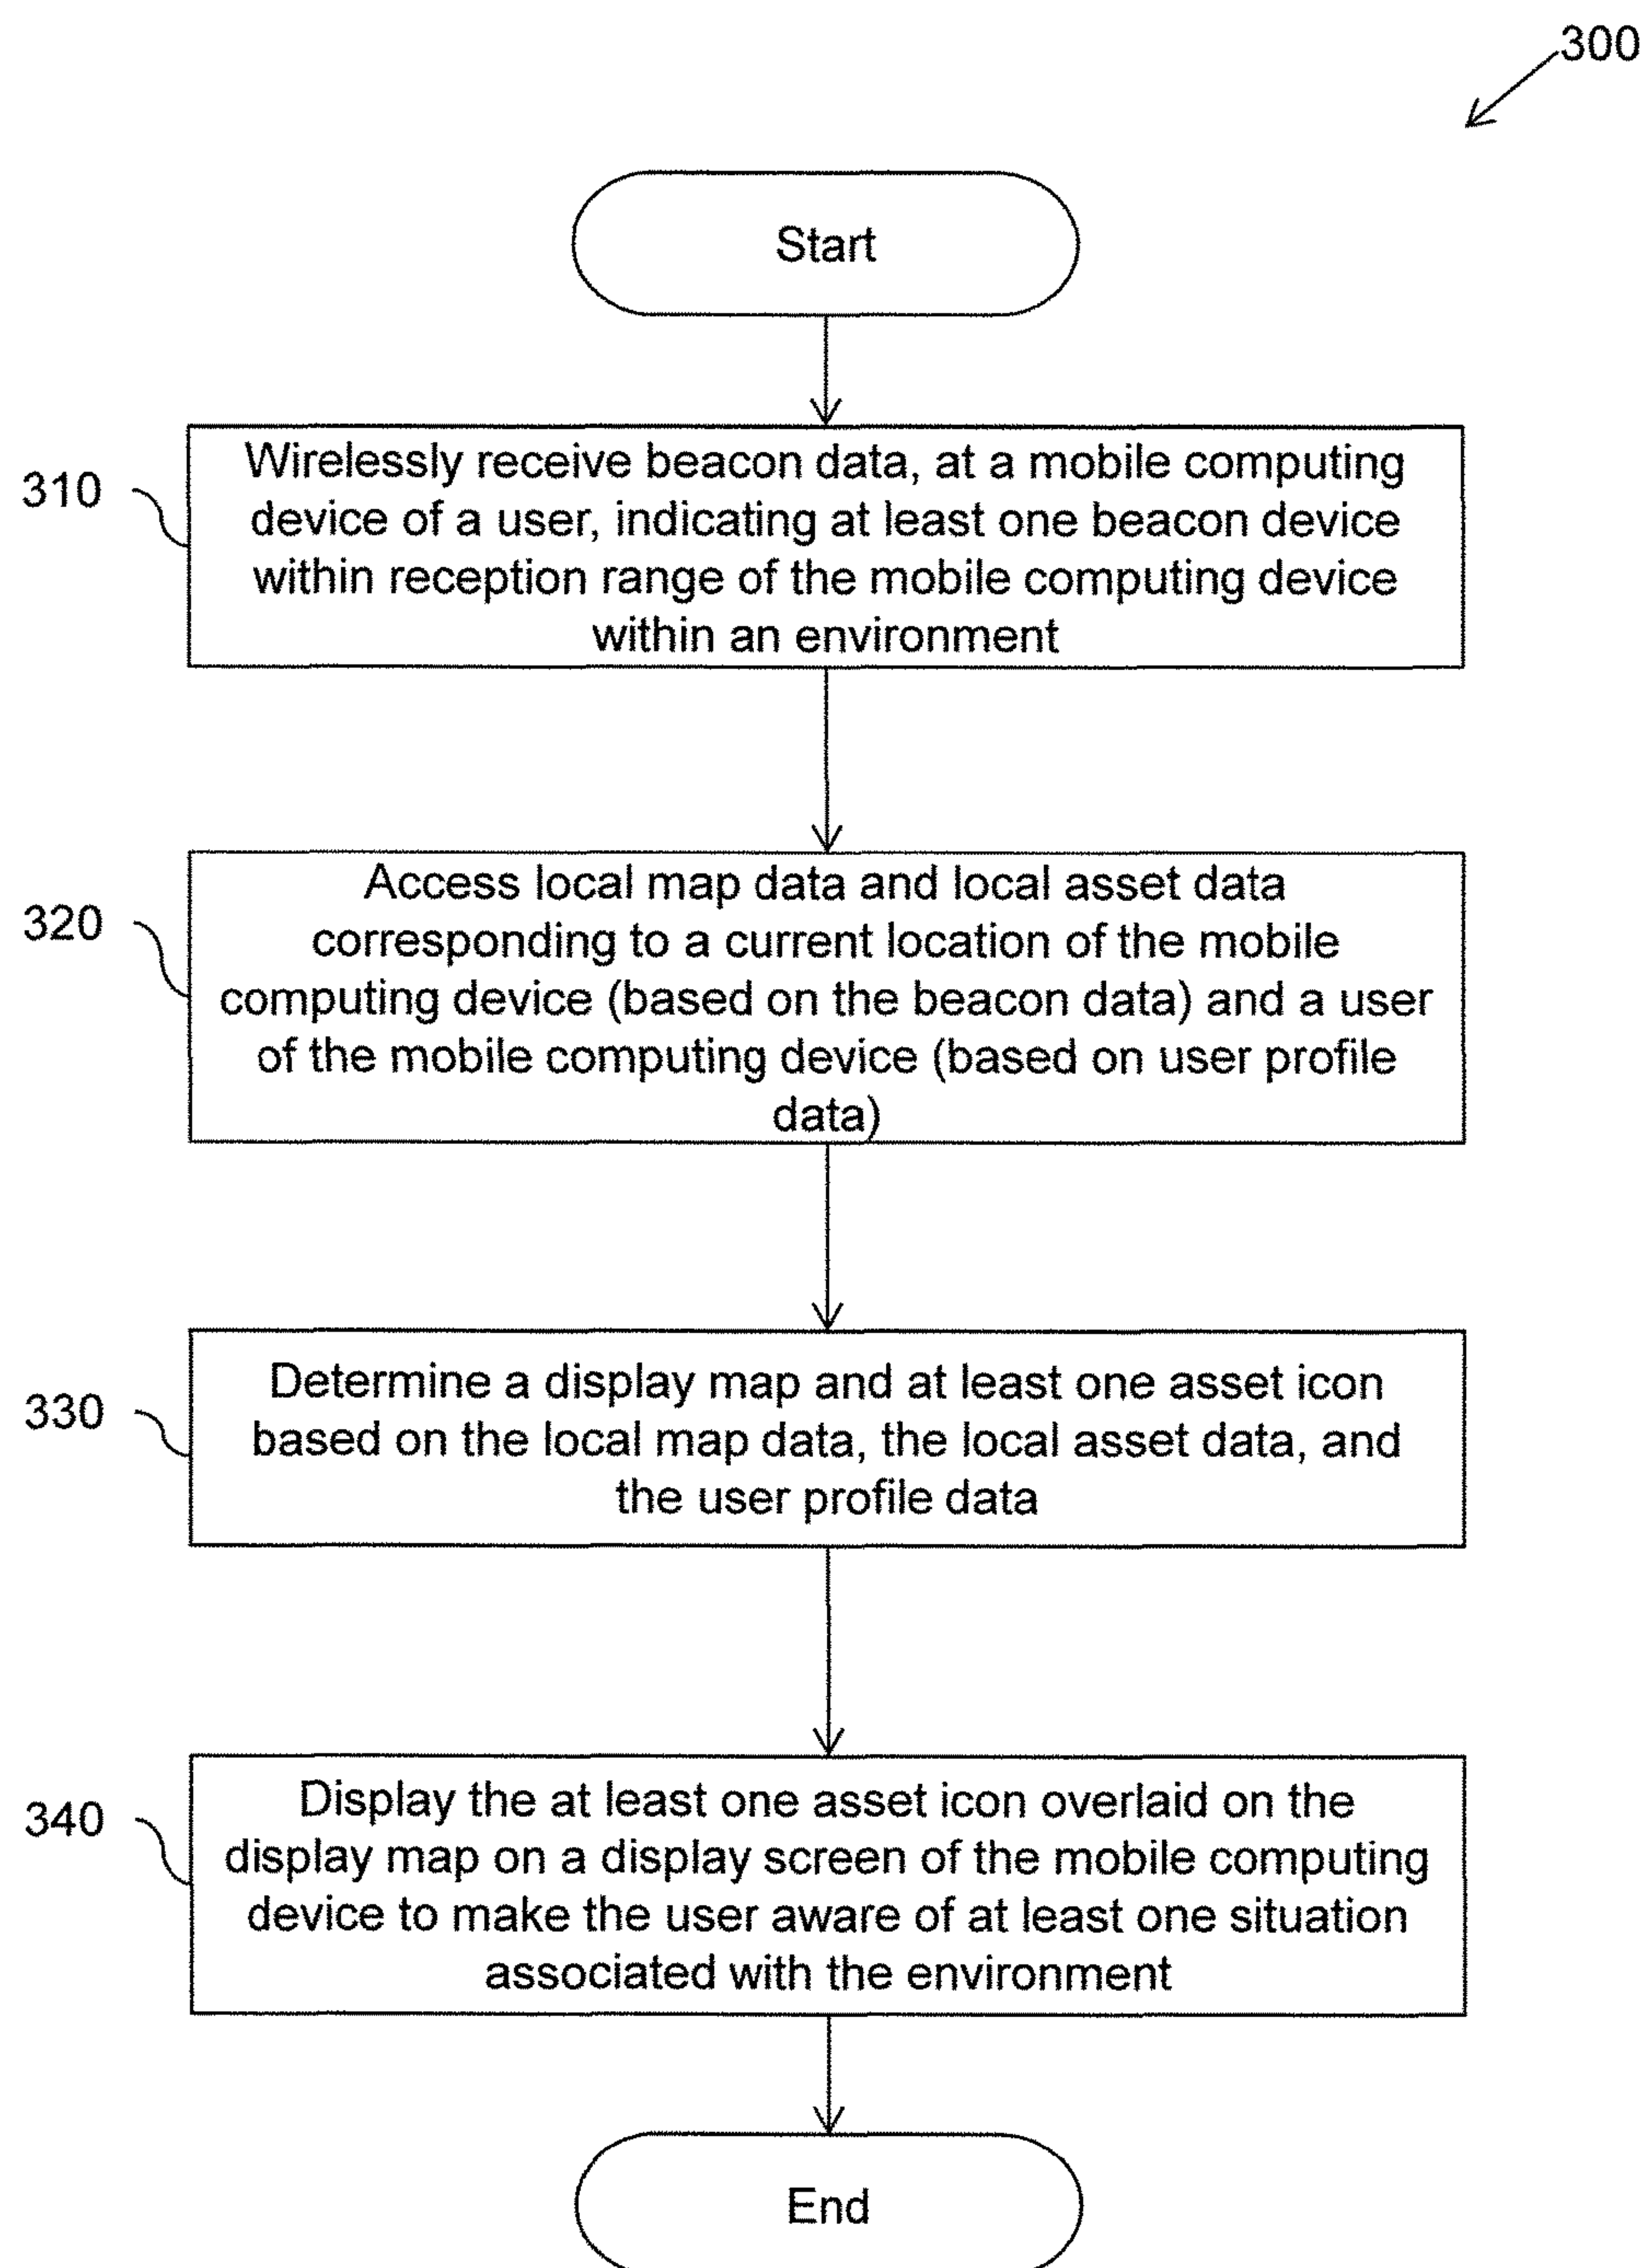 300
Start
310
Wirelessly receive beacon data, at a mobile computing
device of a user, indicating at least one beacon device
within reception range of the mobile computing device
within an environment
320
Access local map data and local asset data
corresponding to a current location of the mobile
computing device (based on the beacon data) and a user
of the mobile computing device (based on user profile
data)
330
Determine a display map and at least one asset icon
based on the local map data, the local asset data, and
the user profile data
340
Display the at least one asset icon overlaid on the
display map on a display screen of the mobile computing
device to make the user aware of at least one situation
associated with the environment
End